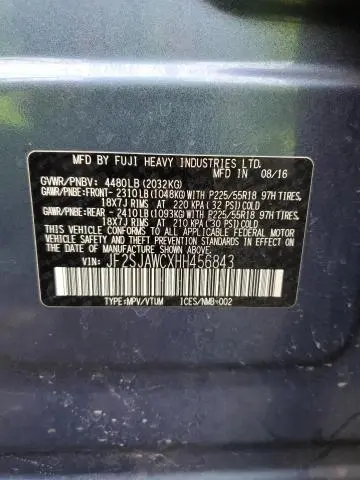 MFD BY FUJI HEAVY INDUSTRIES LTD.
MADE IN 08/16
GVWR/PNBV: 4480LB (2032KG)
GAWR/PNBE:FRONT- 2310LB(1048KG)WITH P225/55R18 97H TIRES,
18X7J RIMS AT 220 KPA(32 PSI)COLD
GAWR/PNBE:REAR - 2410LB(1093KG)WITH P225/55R18 97H TIRES,
18X7J RIMS AT 210 KPA(30 PSI)COLD
THIS VEHICLE CONFORMS TO ALL APPLICABLE FEDERAL MOTOR
VEHICLE SAFETY AND THEFT PREVENTION STANDARDS IN EFFECT
ON THE DATE OF MANUFACTURE SHOWN ABOVE.
VIN: JF2SJAWCXHH456843
TYPE:MPV/VTUM ICES/NMB-002